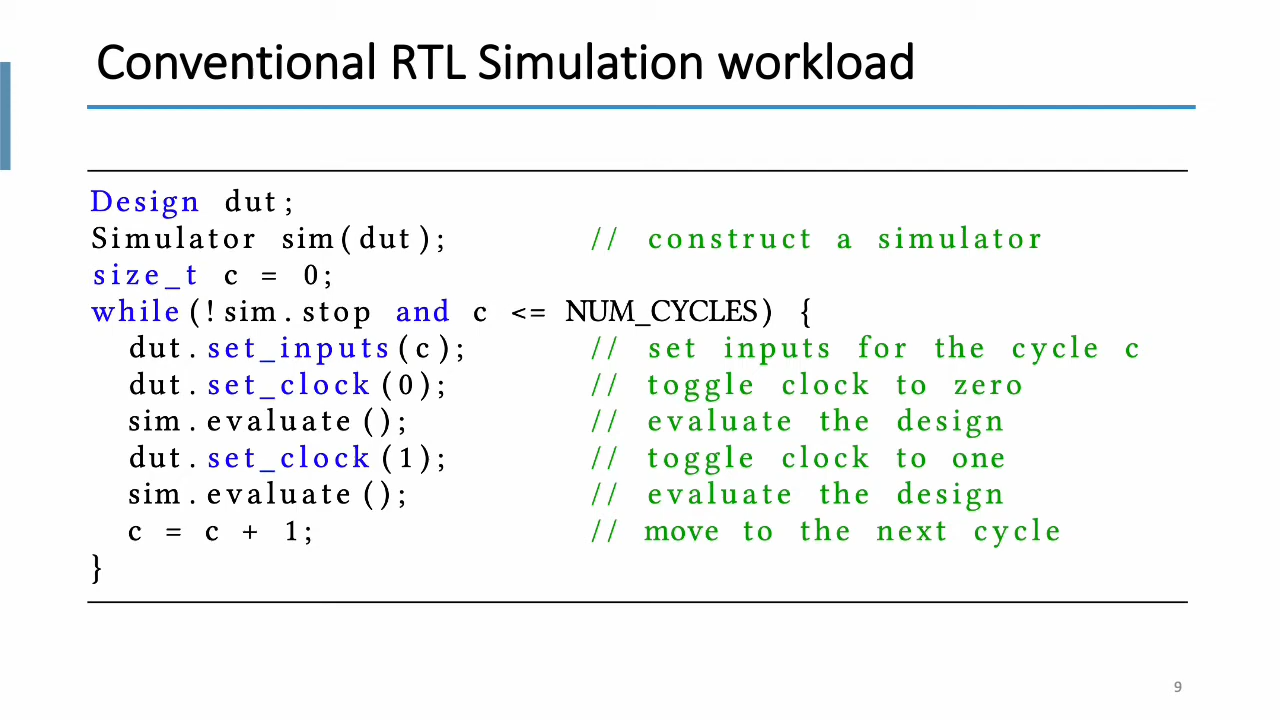 Conventional RTL Simulation workload
Design dut;
Simulator sim(dut); // construct a simulator
size_t c = 0;
while(!sim.stop and c <= NUM_CYCLES) {
dut.set_inputs(c); // set inputs for the cycle c
dut.set_clock(0); // toggle clock to zero
sim.evaluate(); // evaluate the design
dut.set_clock(1); // toggle clock to one
sim.evaluate(); // evaluate the design
c = c + 1; // move to the next cycle
}
9